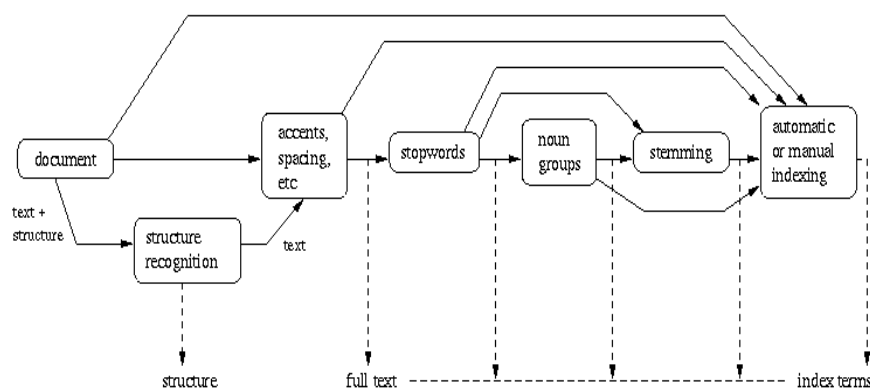 document
text +
structure
structure
recognition
text
accents,
spacing,
etc
stopwords
noun
groups
stemming
automatic
or manual
indexing
structure
full text
index terms